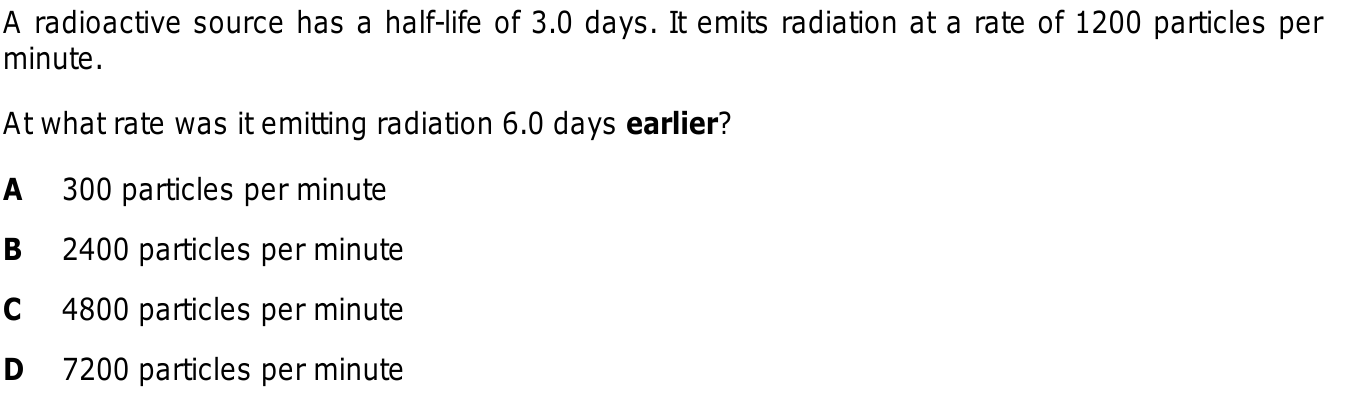 A radioactive source has a half-life of 3.0 days. It emits radiation at a rate of 1200 particles per
minute.
At what rate was it emitting radiation 6.0 days earlier?
A 300 particles per minute
B 2400 particles per minute
C 4800 particles per minute
D 7200 particles per minute